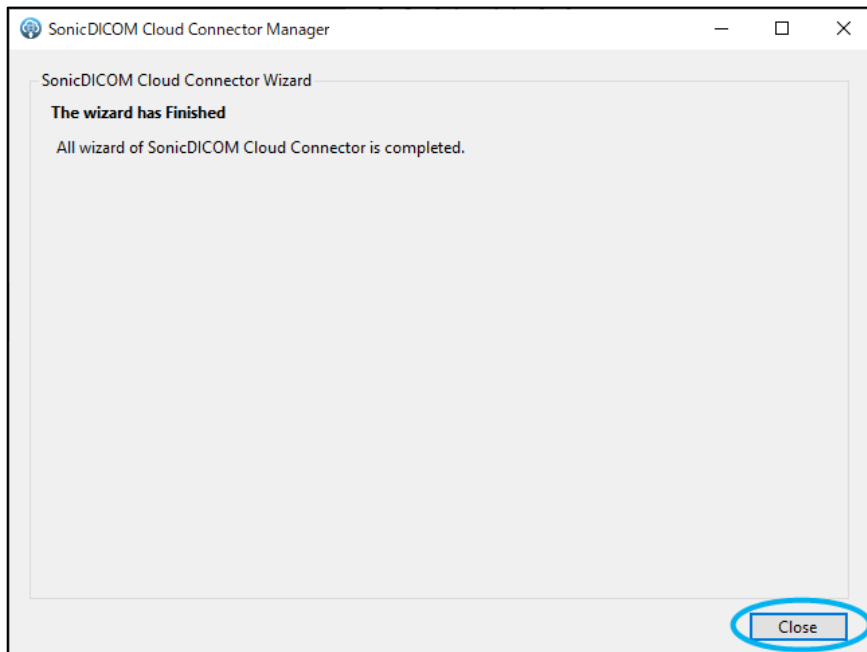 SonicDICOM Cloud Connector Manager
SonicDICOM Cloud Connector Wizard
The wizard has Finished
All wizard of SonicDICOM Cloud Connector is completed.
Close